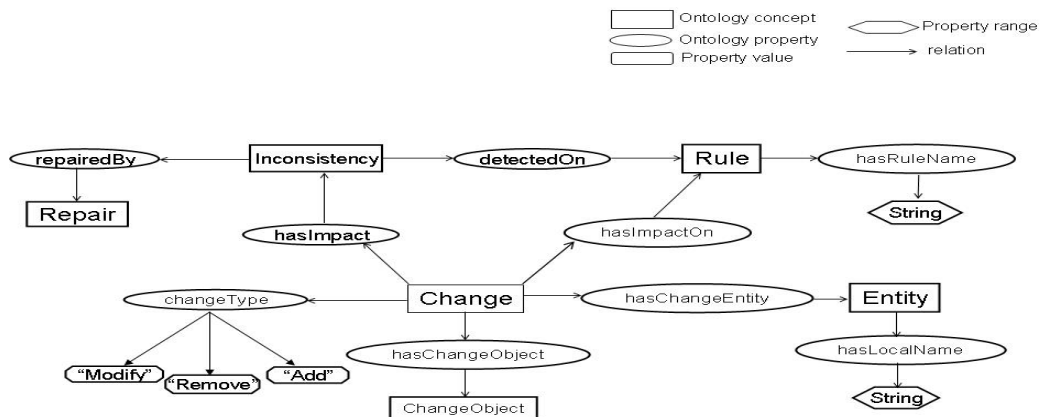 Ontology concept
Property range
Ontology property
relation
Property value
repairedBy
Inconsistency
detectedOn
Rule
hasRuleName
Repair
String
hasImpact
hasImpactOn
changeType
Change
hasChangeEntity
Entity
hasChangeObject
hasLocalName
“Modify”
“Remove”
“Add”
String
ChangeObject